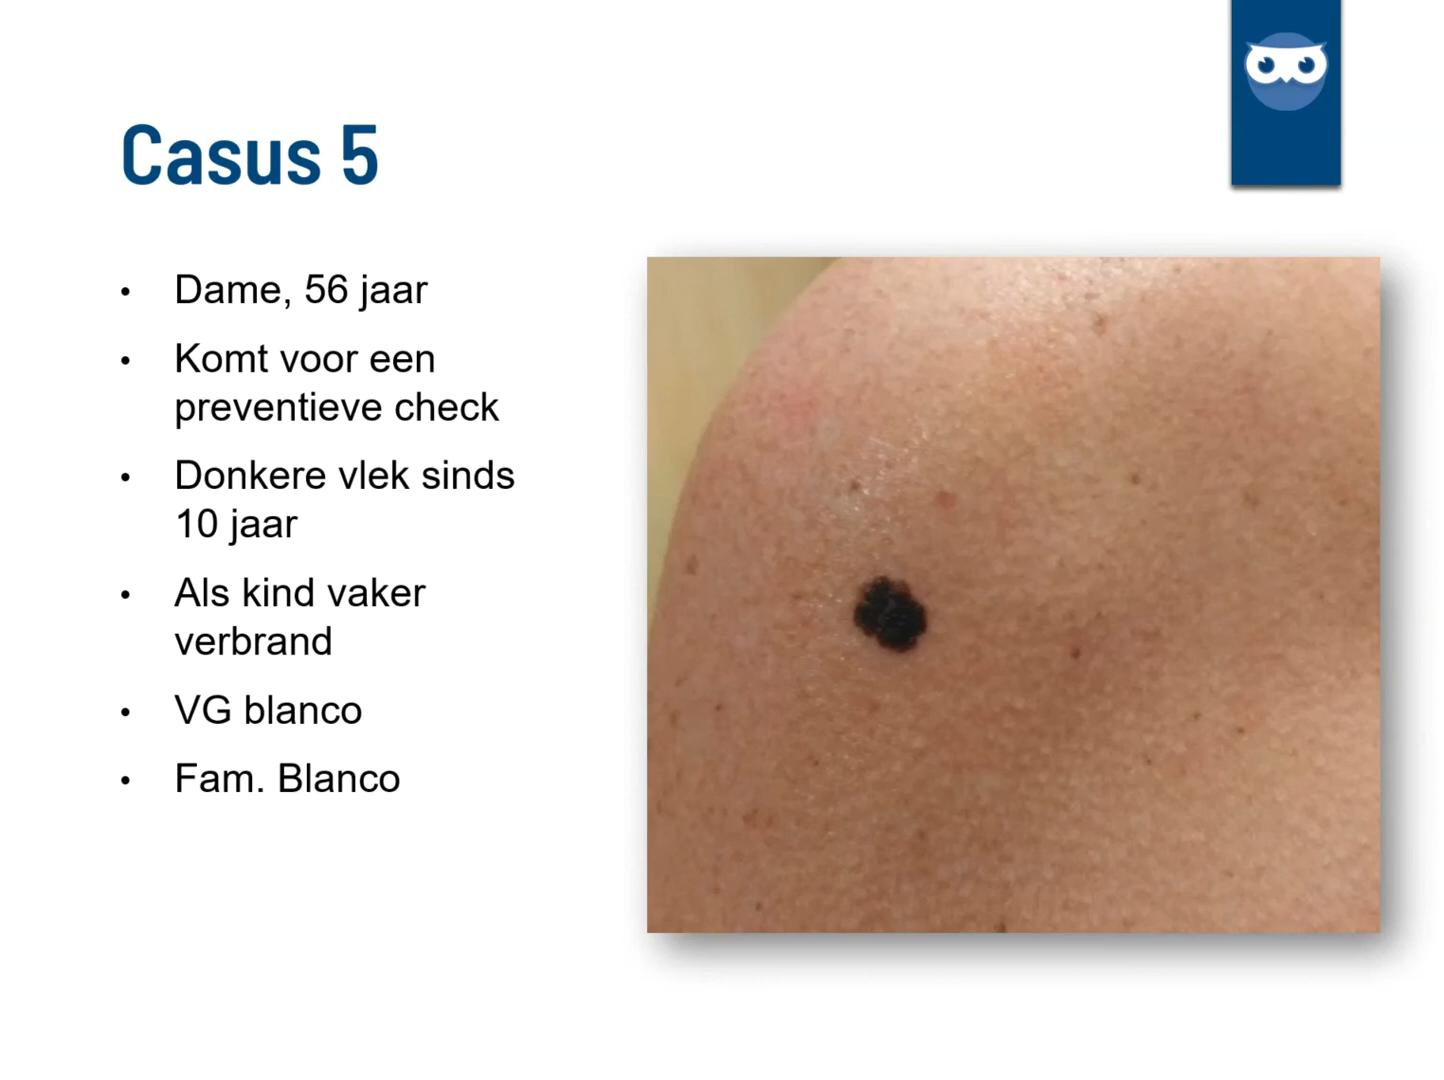 Casus 5
• Dame, 56 jaar
• Komt voor een
preventieve check
• Donkere vlek sinds
10 jaar
• Als kind vaker
verbrand
• VG blanco
• Fam. Blanco